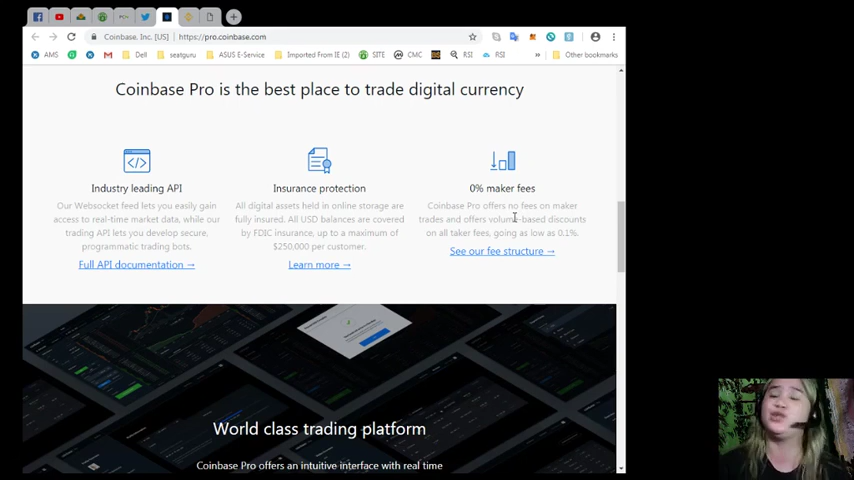 Coinbase, Inc. [US]
https://pro.coinbase.com
AMS
Dell
seatguru
ASUS E-Service
Imported From IE (2)
SITE
CMC
RSI
RSI
»
Other bookmarks
Coinbase Pro is the best place to trade digital currency
Industry leading API
Our Websocket feed lets you easily gain
access to real-time market data, while our
trading API lets you develop secure,
programmatic trading bots.
Full API documentation →
Insurance protection
All digital assets held in online storage are
fully insured. All USD balances are covered
by FDIC insurance, up to a maximum of
$250,000 per customer.
Learn more →
0% maker fees
Coinbase Pro offers no fees on maker
trades and offers volume-based discounts
on all taker fees, going as low as 0.1%.
See our fee structure →
World class trading platform
Coinbase Pro offers an intuitive interface with real time